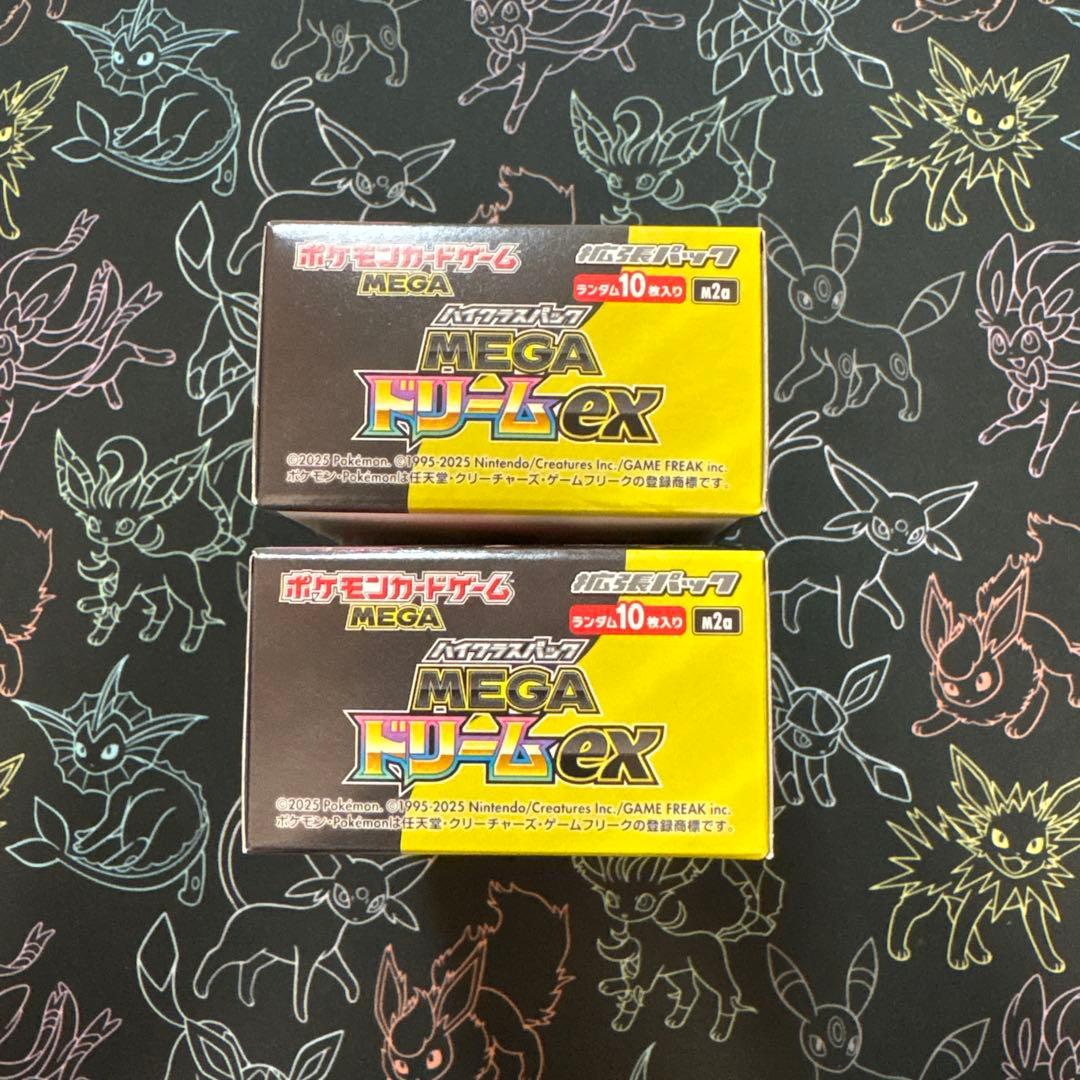 ポケモンカードゲーム
MEGA
拡張パック
ランダム10枚入り M2a
ハイクラスパック
MEGA
ドリームex
©2025 Pokémon. ©1995-2025 Nintendo/Creatures Inc./GAME FREAK inc.
ポケモン・Pokémonは任天堂・クリーチャーズ・ゲームフリークの登録商標です。
ポケモンカードゲーム
MEGA
拡張パック
ランダム10枚入り M2a
ハイクラスパック
MEGA
ドリームex
©2025 Pokémon. ©1995-2025 Nintendo/Creatures Inc./GAME FREAK inc.
ポケモン・Pokémonは任天堂・クリーチャーズ・ゲームフリークの登録商標です。